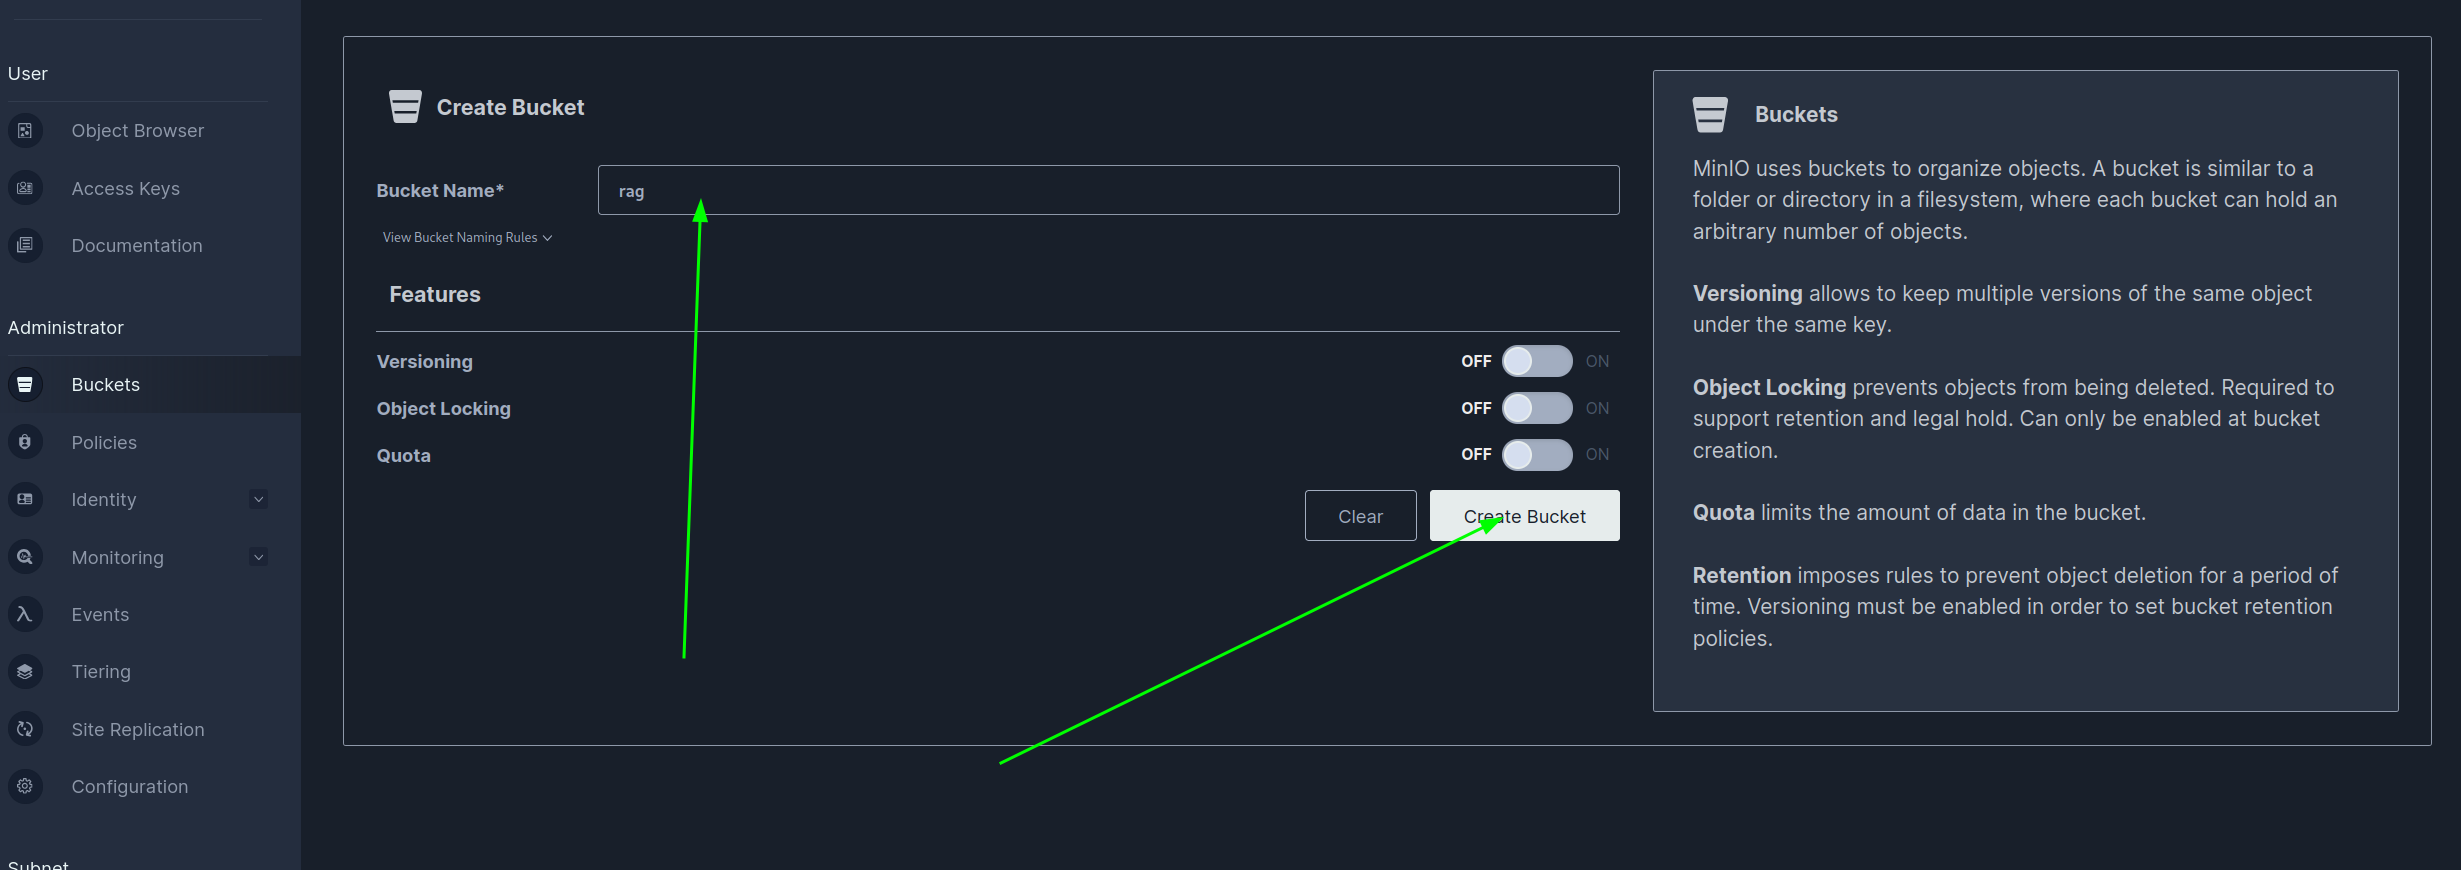 User
Object Browser
Access Keys
Documentation
Administrator
Buckets
Policies
Identity
Monitoring
Events
Tiering
Site Replication
Configuration
Subnet
Create Bucket
Bucket Name*
rag
View Bucket Naming Rules
Features
Versioning
OFF ON
Object Locking
OFF ON
Quota
OFF ON
Clear
Create Bucket
Buckets
MinIO uses buckets to organize objects. A bucket is similar to a
folder or directory in a filesystem, where each bucket can hold an
arbitrary number of objects.
Versioning allows to keep multiple versions of the same object
under the same key.
Object Locking prevents objects from being deleted. Required to
support retention and legal hold. Can only be enabled at bucket
creation.
Quota limits the amount of data in the bucket.
Retention imposes rules to prevent object deletion for a period of
time. Versioning must be enabled in order to set bucket retention
policies.